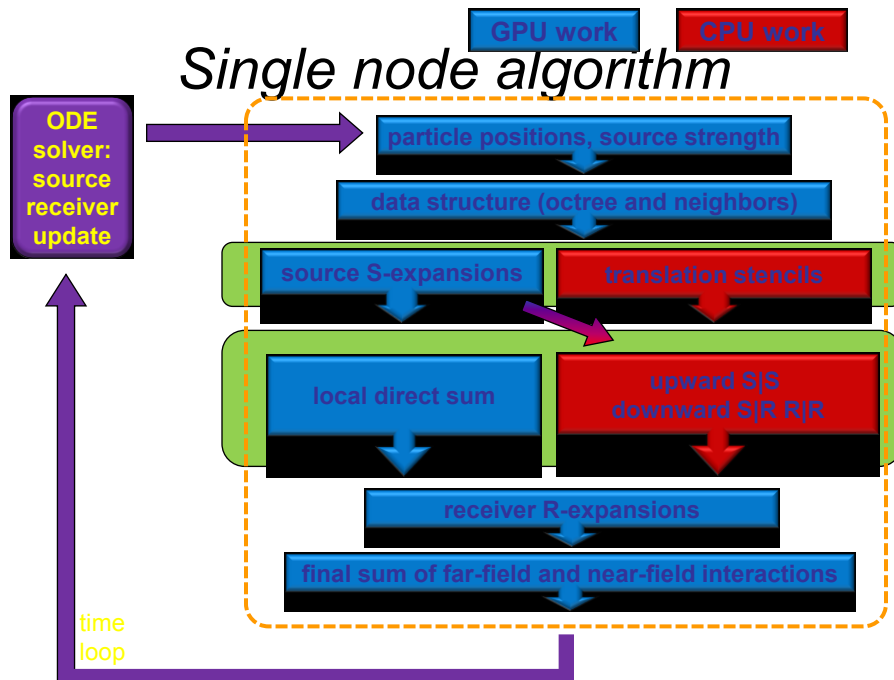 GPU work
CPU work
Single node algorithm
ODE
solver:
source
receiver
update
particle positions, source strength
data structure (octree and neighbors)
source S-expansions
translation stencils
local direct sum
upward S|S
downward S|R R|R
receiver R-expansions
final sum of far-field and near-field interactions
time
loop